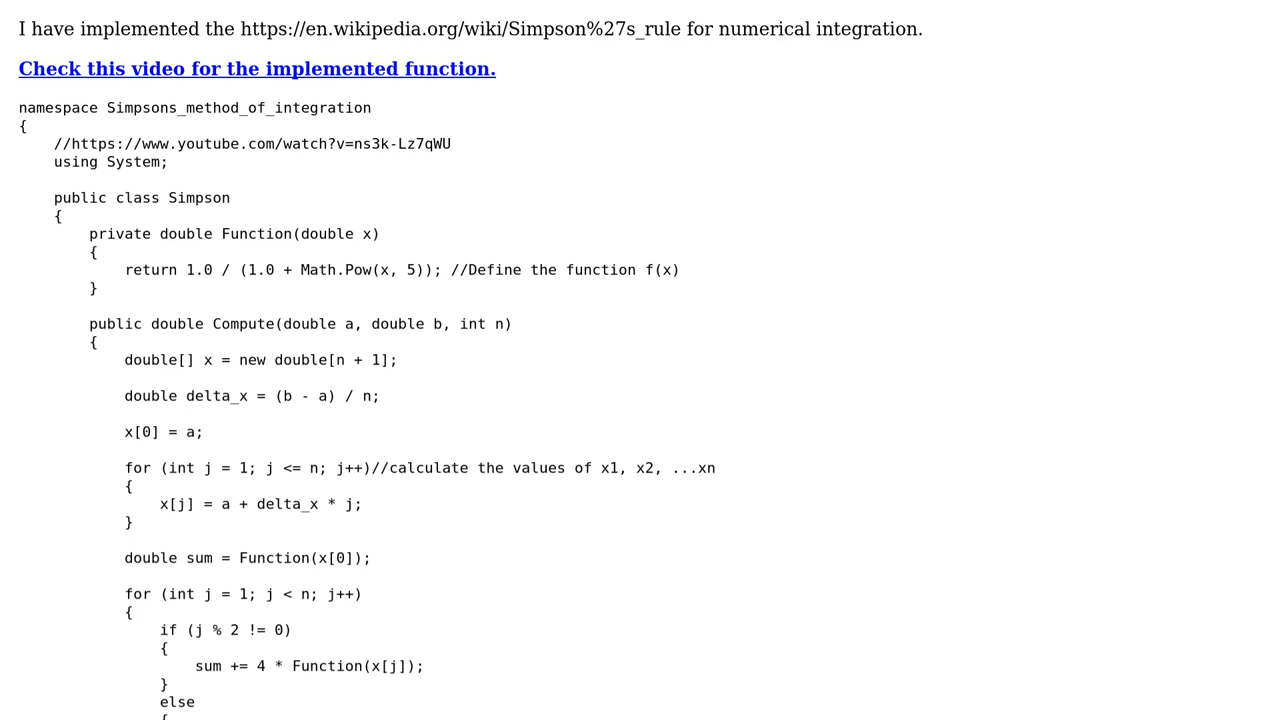 I have implemented the https://en.wikipedia.org/wiki/Simpson%27s_rule for numerical integration.
Check this video for the implemented function.
namespace Simpsons_method_of_integration
{
    //https://www.youtube.com/watch?v=ns3k-Lz7qWU
    using System;

    public class Simpson
    {
        private double Function(double x)
        {
            return 1.0 / (1.0 + Math.Pow(x, 5)); //Define the function f(x)
        }

        public double Compute(double a, double b, int n)
        {
            double[] x = new double[n + 1];

            double delta_x = (b - a) / n;

            x[0] = a;

            for (int j = 1; j <= n; j++)//calculate the values of x1, x2, ...xn
            {
                x[j] = a + delta_x * j;
            }

            double sum = Function(x[0]);

            for (int j = 1; j < n; j++)
            {
                if (j % 2 != 0)
                {
                    sum += 4 * Function(x[j]);
                }
                else
                {